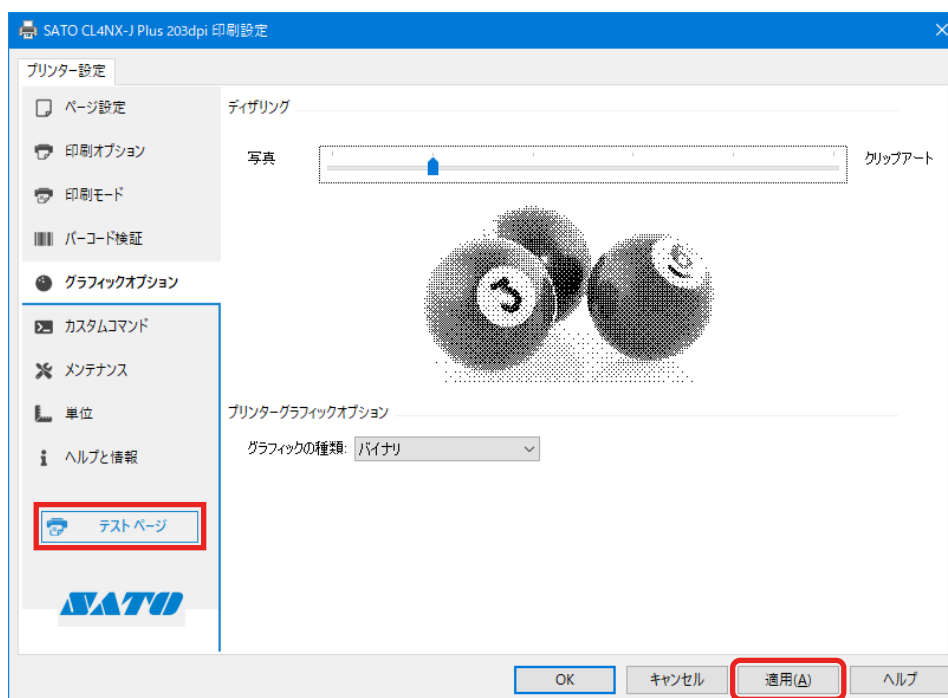 SATO CL4NX-J Plus 203dpi 印刷設定
プリンター設定
ページ設定
印刷オプション
印刷モード
バーコード検証
グラフィックオプション
カスタムコマンド
メンテナンス
単位
ヘルプと情報
テスト ページ
SATO
ディザリング
写真
クリップアート
プリンターグラフィックオプション
グラフィックの種類: バイナリ
OK
キャンセル
適用(A)
ヘルプ